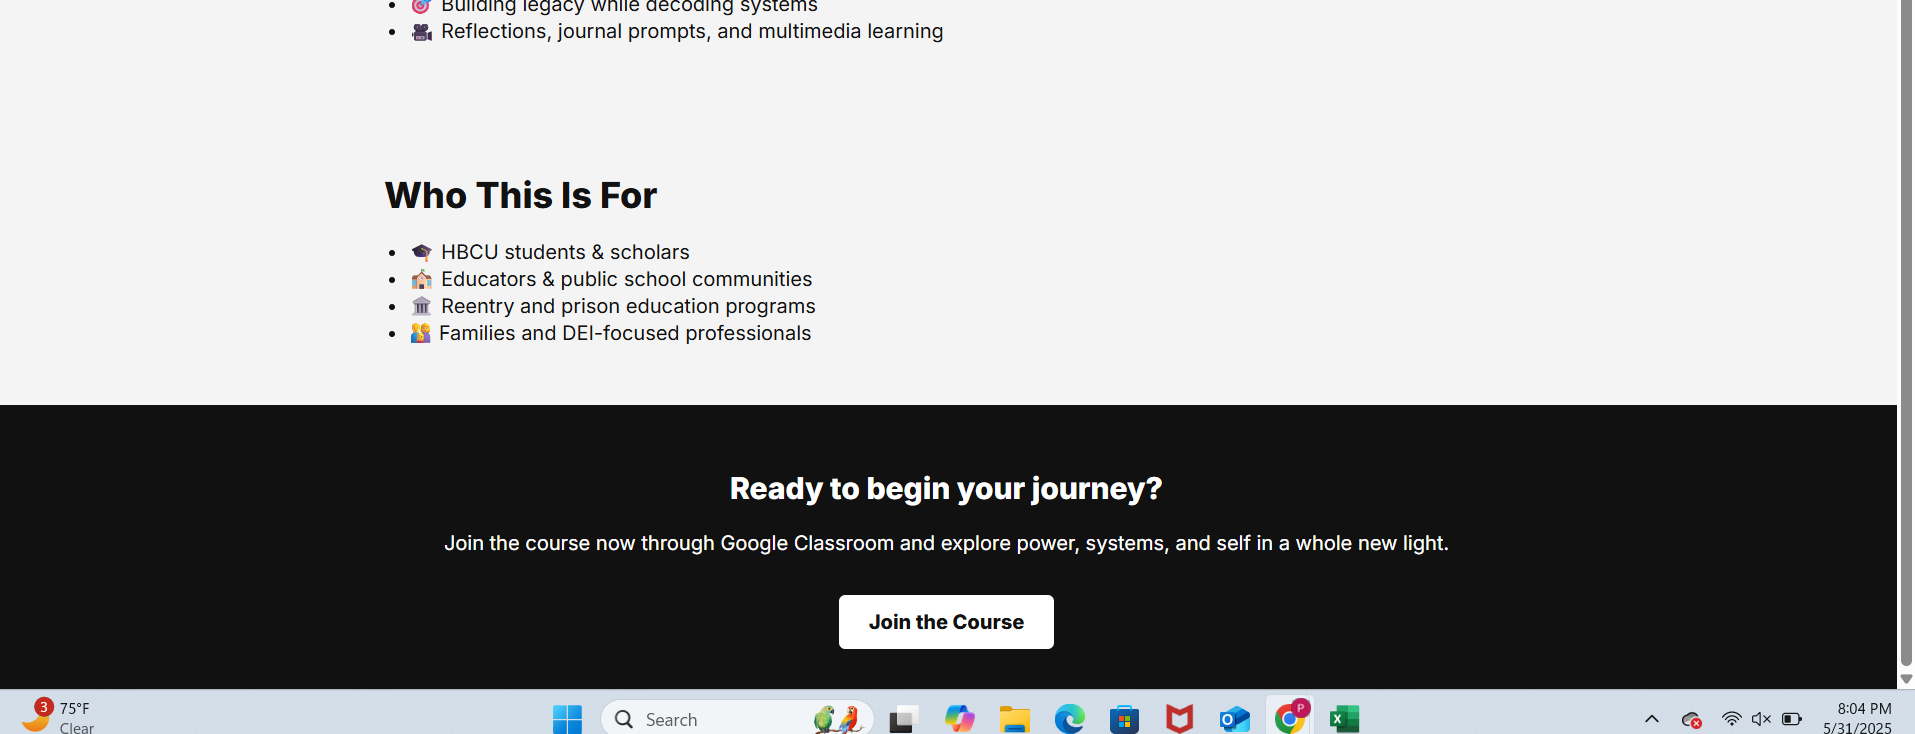 Building legacy while decoding systems
Reflections, journal prompts, and multimedia learning
Who This Is For
HBCU students & scholars
Educators & public school communities
Reentry and prison education programs
Families and DEI-focused professionals
Ready to begin your journey?
Join the course now through Google Classroom and explore power, systems, and self in a whole new light.
Join the Course
3
75°F
Clear
Search
P
8:04 PM
5/31/2025